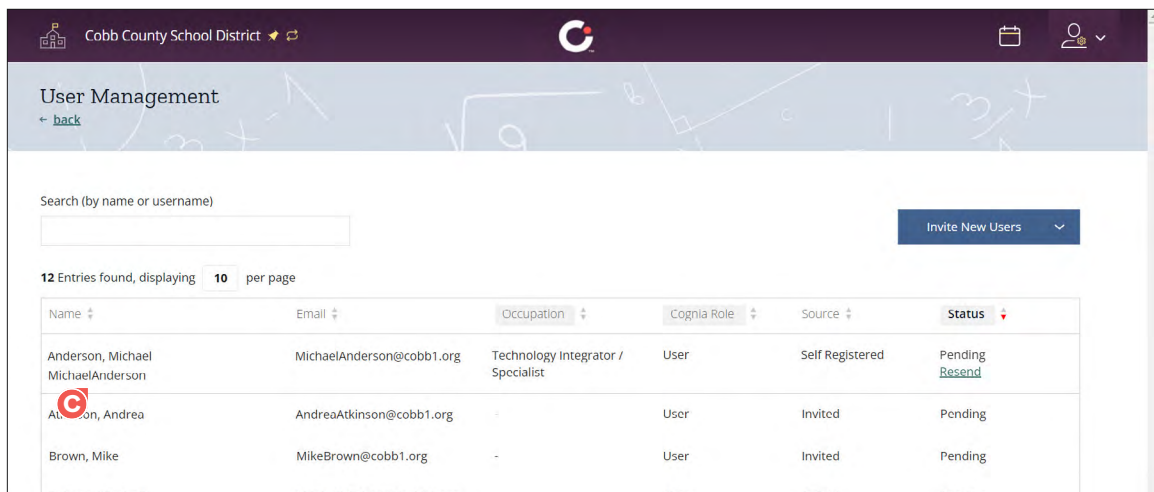 Cobb County School District
User Management
← back
Search (by name or username)
Invite New Users
12 Entries found, displaying 10 per page
Name Email Occupation Cognia Role Source Status
Anderson, Michael MichaelAnderson@cobb1.org Technology Integrator / User Self Registered Pending
MichaelAnderson Specialist Resend
Andrea AndreaAtkinson@cobb1.org - User Invited Pending
Brown, Mike MikeBrown@cobb1.org - User Invited Pending